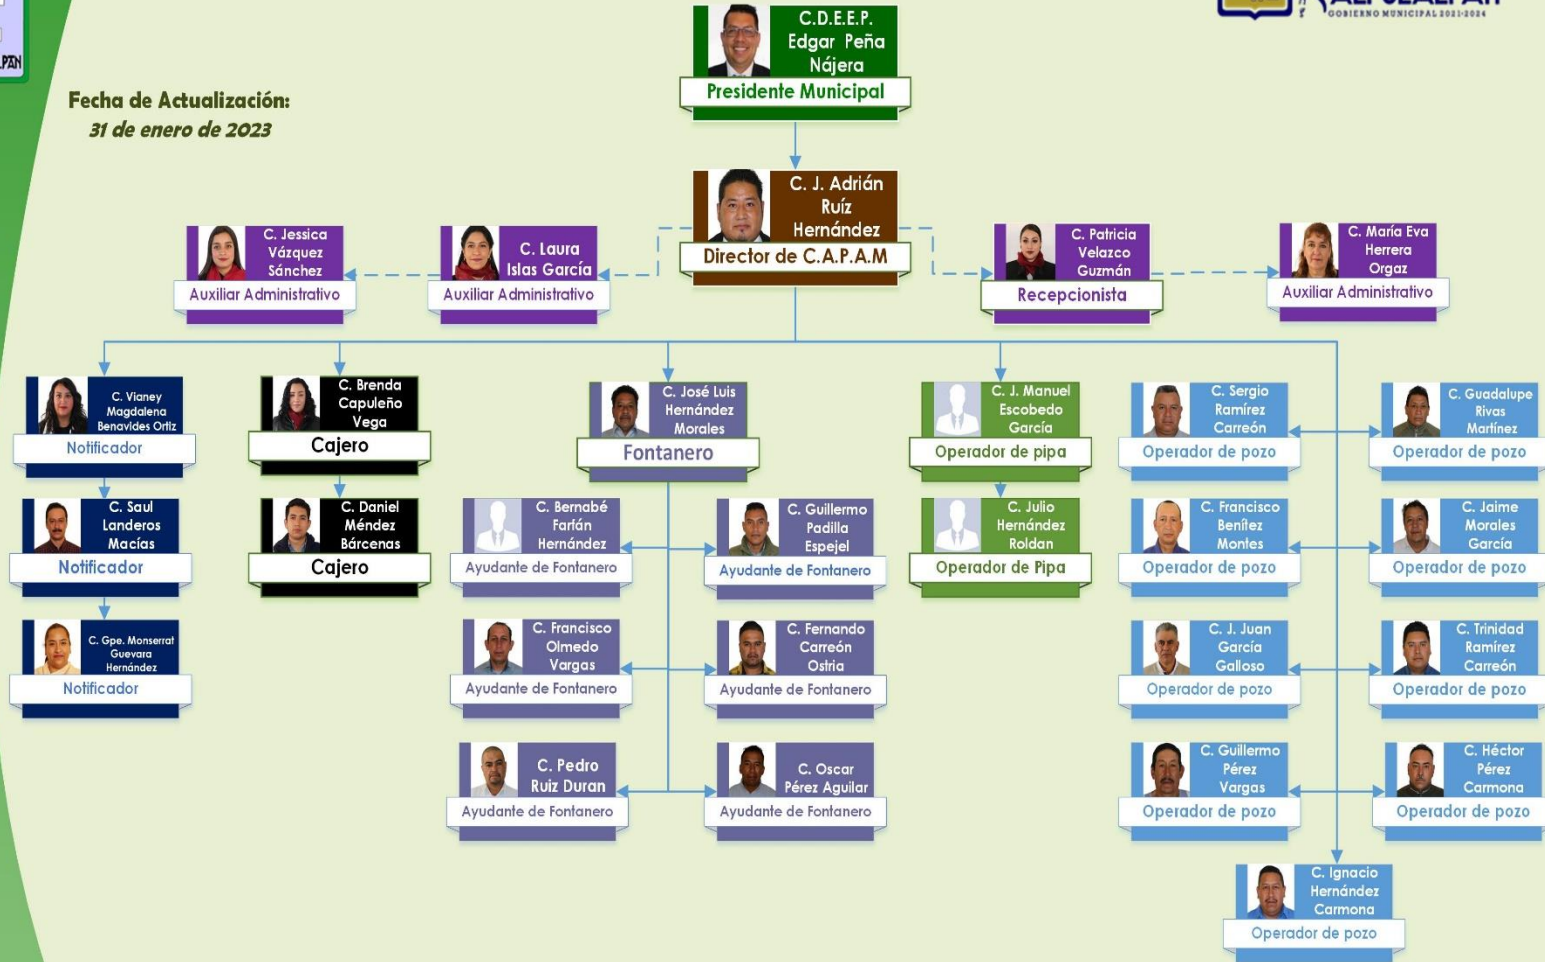 C.D.E.E.P.
Edgar Peña
Nájera
Presidente Municipal
GOBIERNO MUNICIPAL 2021-2024
Fecha de Actualización:
31 de enero de 2023
C. J. Adrián
Ruíz
Hernández
Director de C.A.P.A.M
C. Jessica
Vázquez
Sánchez
Auxiliar Administrativo
C. Laura
Islas García
Auxiliar Administrativo
C. Patricia
Velazco
Guzmán
Recepcionista
C. María Eva
Herrera
Orgaz
Auxiliar Administrativo
C. Vianey
Magdalena
Benavides Ortiz
Notificador
C. Brenda
Capuleño
Vega
Cajero
C. José Luis
Hernández
Morales
Fontanero
C. J. Manuel
Escobedo
García
Operador de pipa
C. Sergio
Ramírez
Carreón
Operador de pozo
C. Guadalupe
Rivas
Martínez
Operador de pozo
C. Saul
Landeros
Macías
Notificador
C. Daniel
Méndez
Bárcenas
Cajero
C. Bernabé
Farfán
Hernández
Ayudante de Fontanero
C. Guillermo
Padilla
Espejel
Ayudante de Fontanero
C. Julio
Hernández
Roldan
Operador de Pipa
C. Francisco
Benítez
Montes
Operador de pozo
C. Jaime
Morales
García
Operador de pozo
C. Gpe. Monserrat
Guevara
Hernández
Notificador
C. Francisco
Olmedo
Vargas
Ayudante de Fontanero
C. Fernando
Carreón
Ostria
Ayudante de Fontanero
C. J. Juan
García
Galloso
Operador de pozo
C. Trinidad
Ramírez
Carreón
Operador de pozo
C. Pedro
Ruiz Duran
Ayudante de Fontanero
C. Oscar
Pérez Aguilar
Ayudante de Fontanero
C. Guillermo
Pérez
Vargas
Operador de pozo
C. Héctor
Pérez
Carmona
Operador de pozo
C. Ignacio
Hernández
Carmona
Operador de pozo